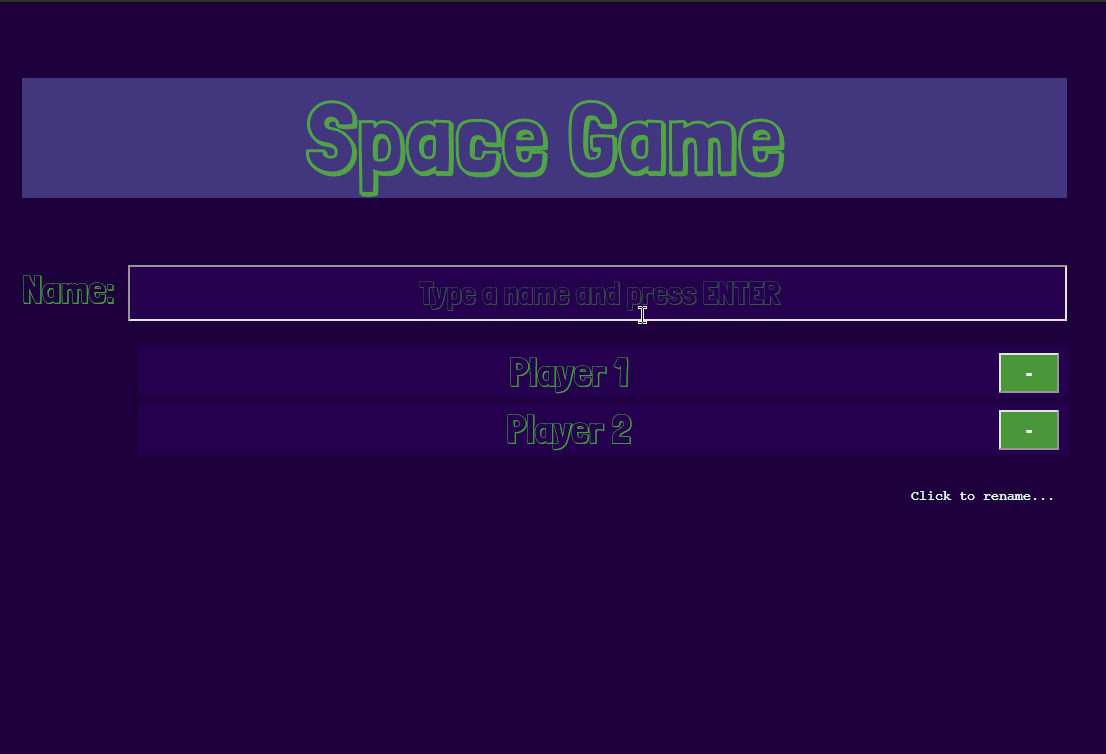 Space Game
Name:
Type a name and press ENTER
Player 1
-
Player 2
-
Click to rename...